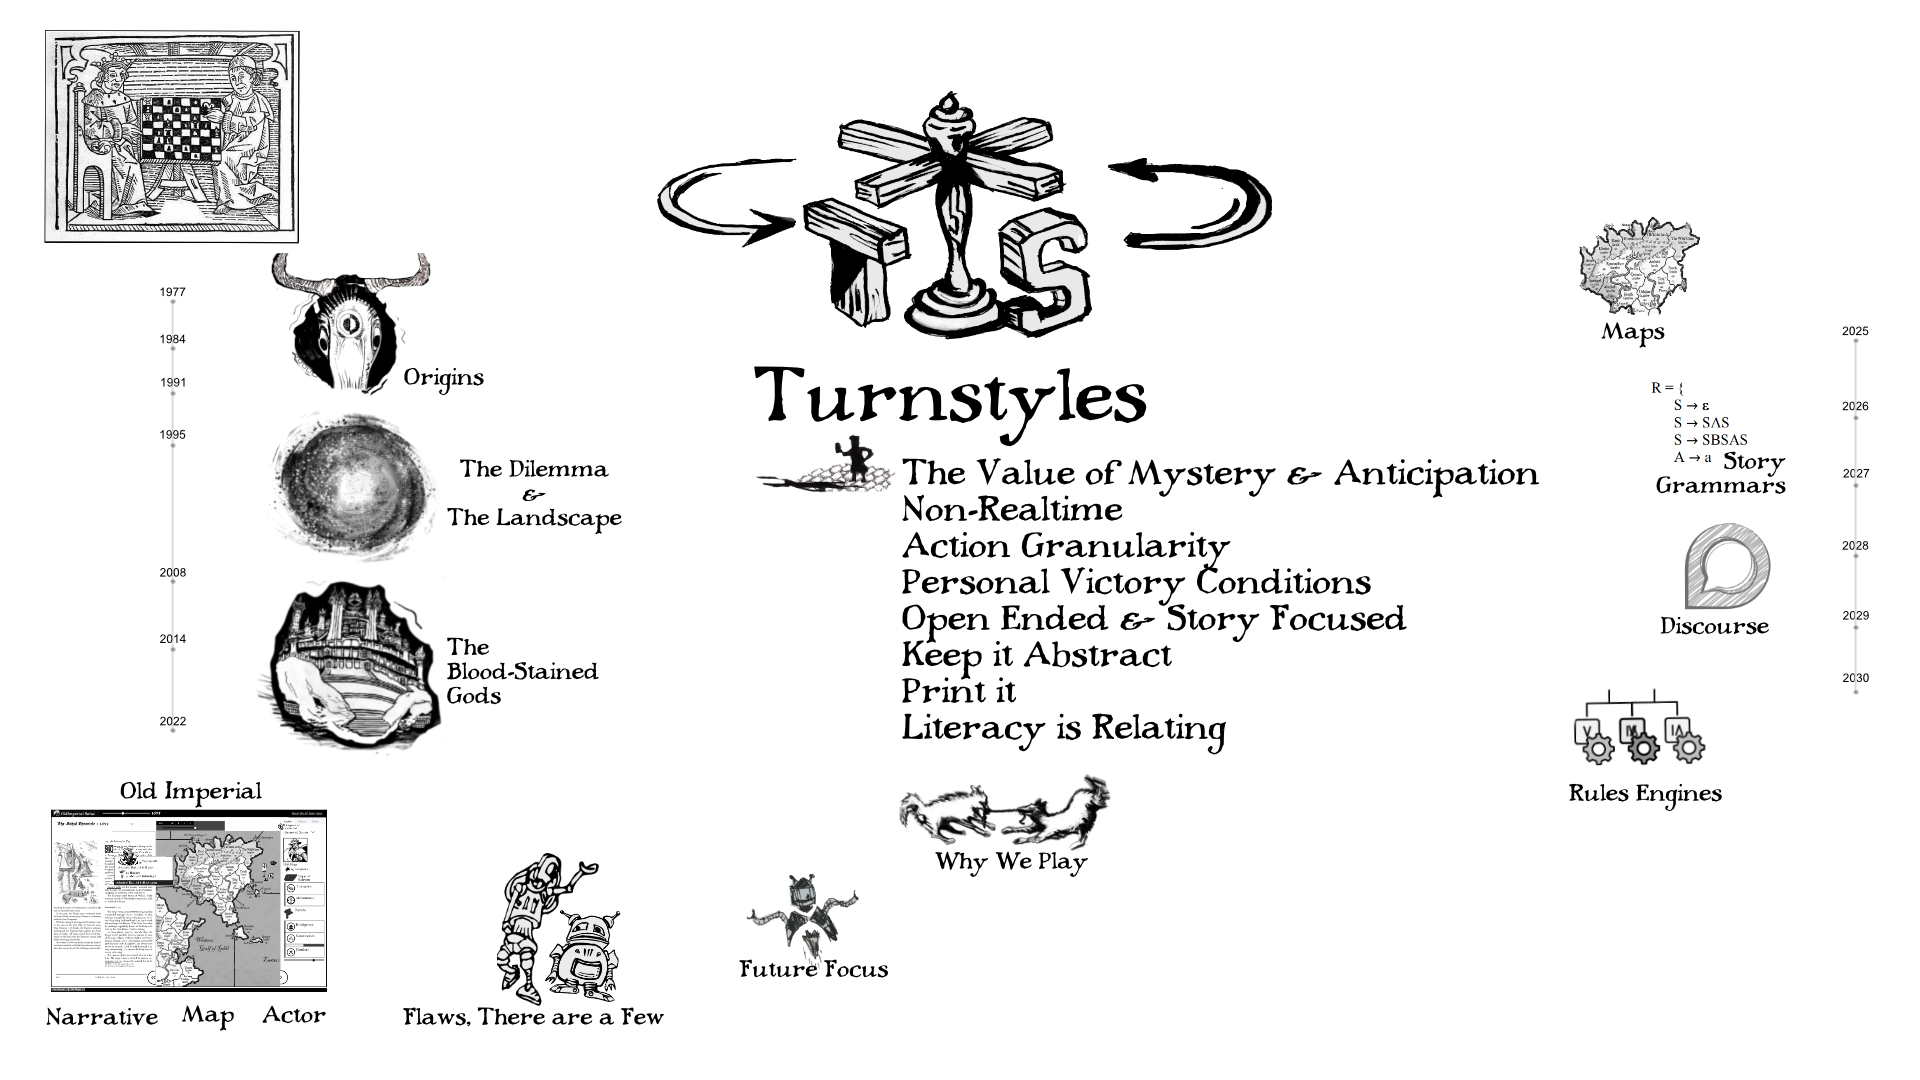 1977
1984
1991
1995
2008
2014
2022
Origins
The Dilemma
&
The Landscape
The
Blood-Stained
Gods
Old Imperial
Narrative
Map
Actor
Flaws, There are a Few
T S
Turnstyles
The Value of Mystery & Anticipation
Non-Realtime
Action Granularity
Personal Victory Conditions
Open Ended & Story Focused
Keep it Abstract
Print it
Literacy is Relating
Why We Play
Future Focus
Maps
R = {
S → ε
S → SAS
S → SBSAS
A → a
Story
Grammars
Discourse
Rules Engines
2025
2026
2027
2028
2029
2030